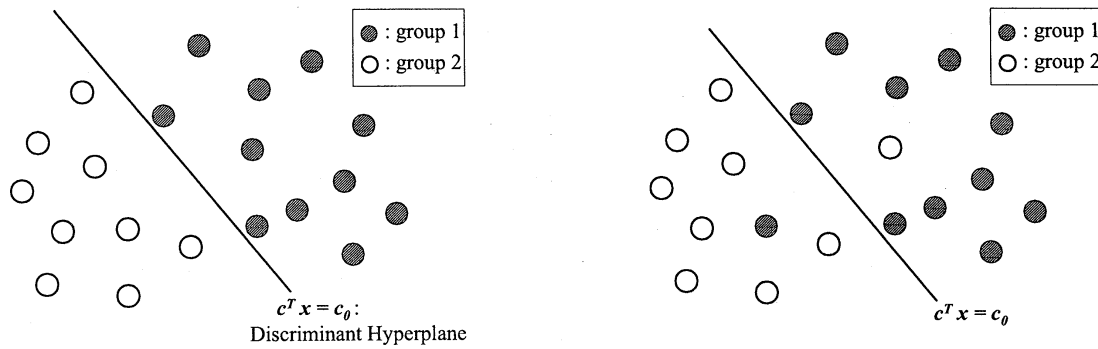 : group 1
: group 2
c^T x = c_0 :
Discriminant Hyperplane
: group 1
: group 2
c^T x = c_0